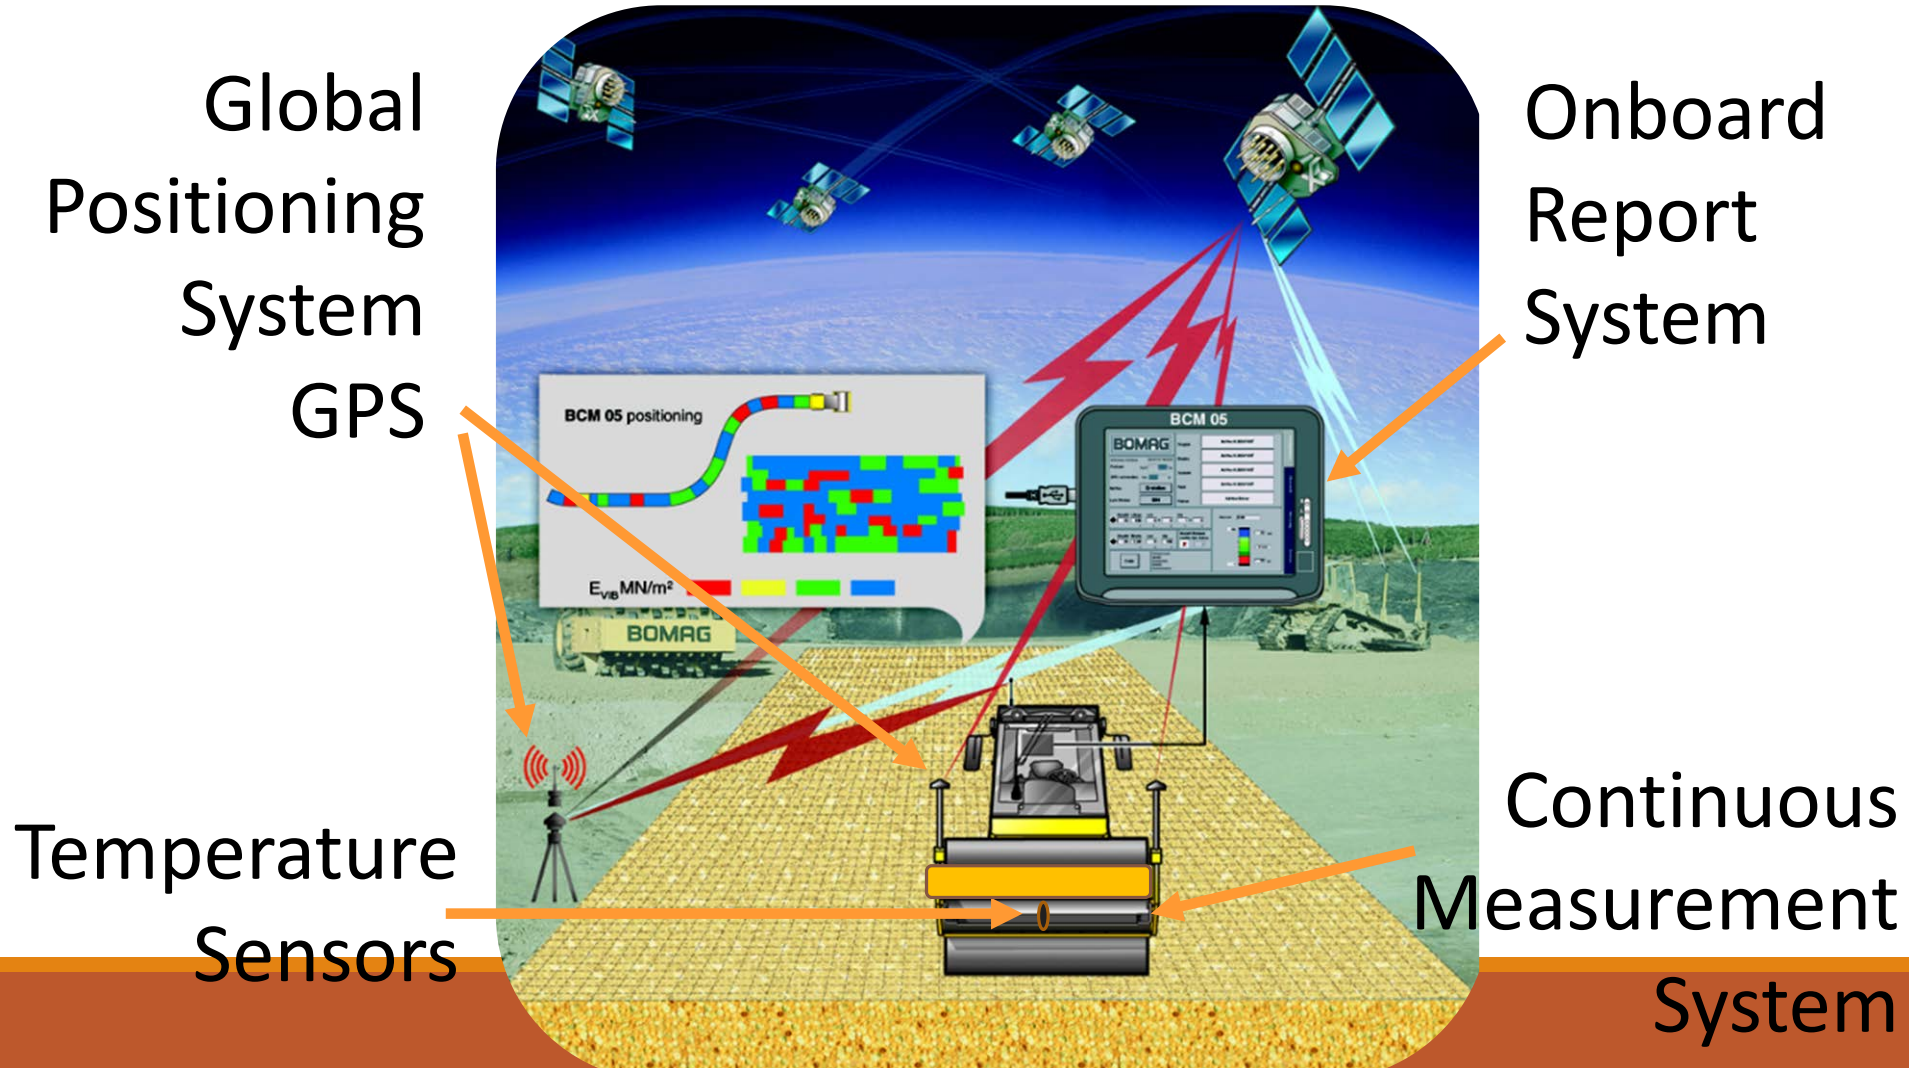 Global
Positioning
System
GPS
Onboard
Report
System
BCM 05 positioning
E_VIB MN/m²
BCM 05
BOMAG
BOMAG
Temperature
Sensors
Continuous
Measurement
System